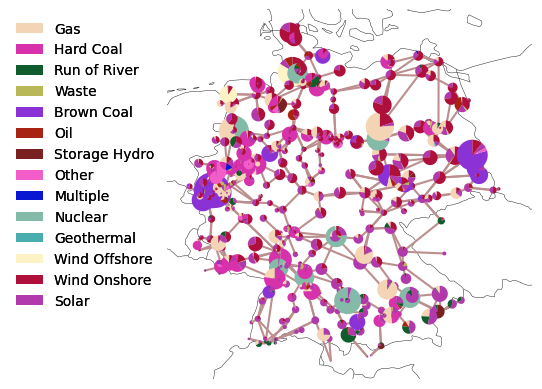 Gas
Hard Coal
Run of River
Waste
Brown Coal
Oil
Storage Hydro
Other
Multiple
Nuclear
Geothermal
Wind Offshore
Wind Onshore
Solar